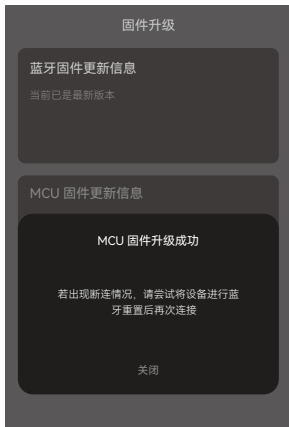 固件升级
蓝牙固件更新信息
当前已是最新版本
MCU 固件更新信息
MCU 固件升级成功
若出现断连情况，请尝试将设备进行蓝
牙重置后再次连接
关闭